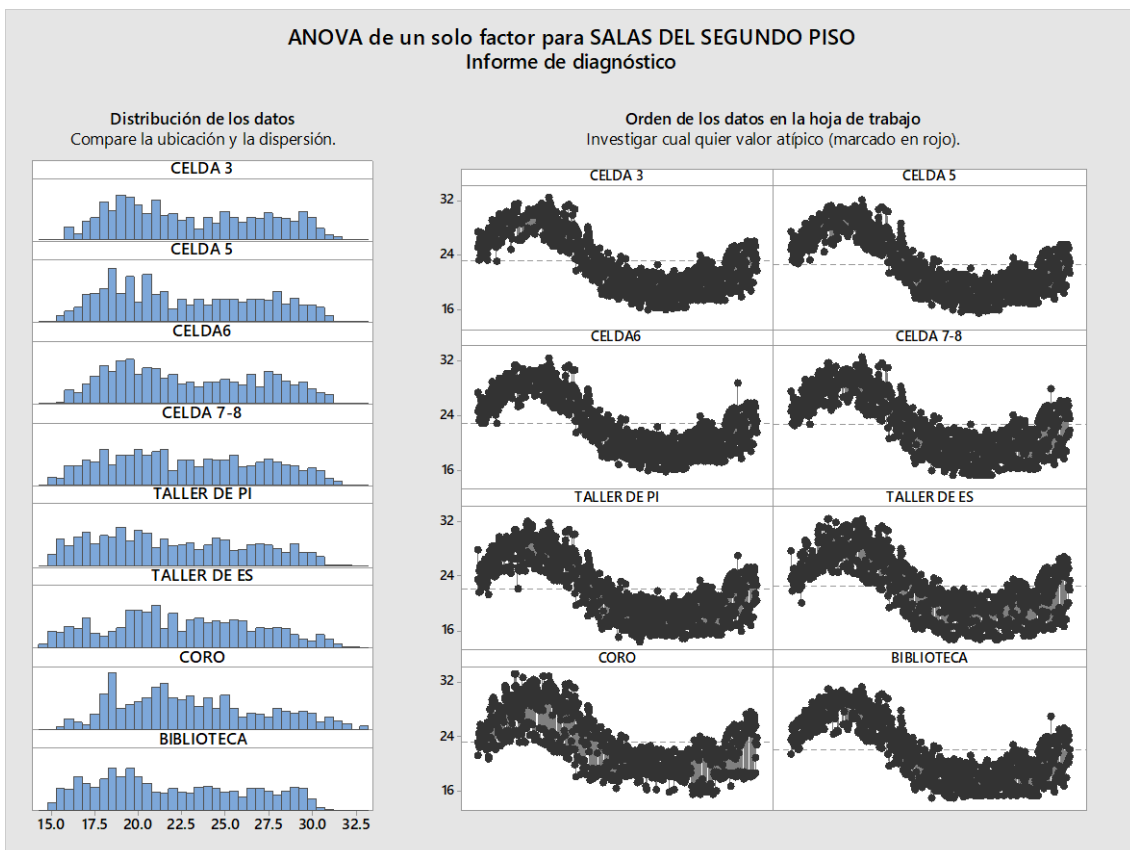 ANOVA de un solo factor para SALAS DEL SEGUNDO PISO
Informe de diagnóstico
Distribución de los datos
Compare la ubicación y la dispersión.
CELDA 3
CELDA 5
CELDA6
CELDA 7-8
TALLER DE PI
TALLER DE ES
CORO
BIBLIOTECA
15.0 17.5 20.0 22.5 25.0 27.5 30.0 32.5
Orden de los datos en la hoja de trabajo
Investigar cual quier valor atípico (marcado en rojo).
CELDA 3 CELDA 5
32
24
16
CELDA6 CELDA 7-8
32
24
16
TALLER DE PI TALLER DE ES
32
24
16
CORO BIBLIOTECA
32
24
16